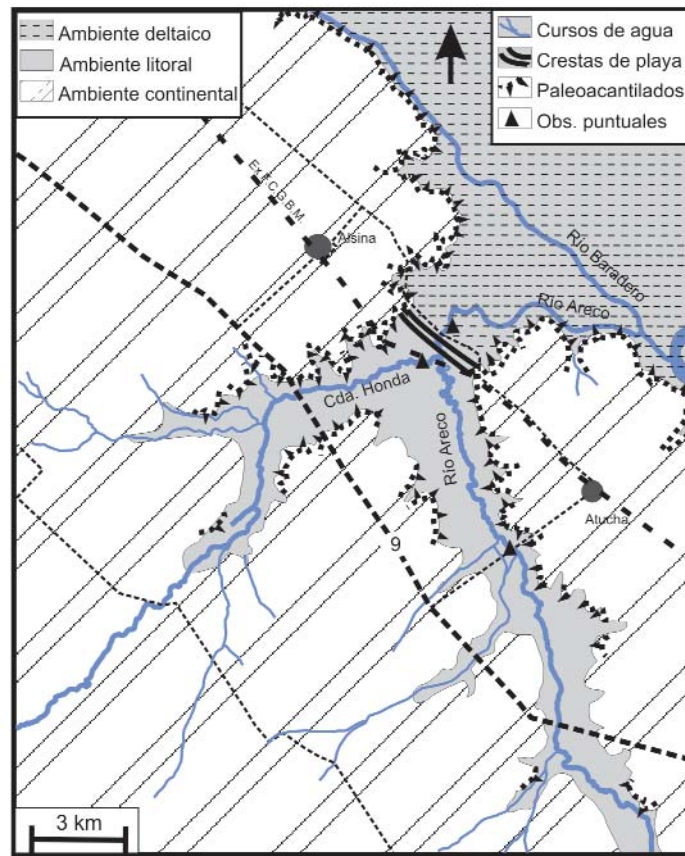 Ambiente deltaico
Ambiente litoral
Ambiente continental
Cursos de agua
Crestas de playa
Paleoacantilados
Obs. puntuales
Ex F.C.G.B.M.
Alsina
Río Baradero
Río Areco
Cda. Honda
Río Areco
Atucha
9
3 km